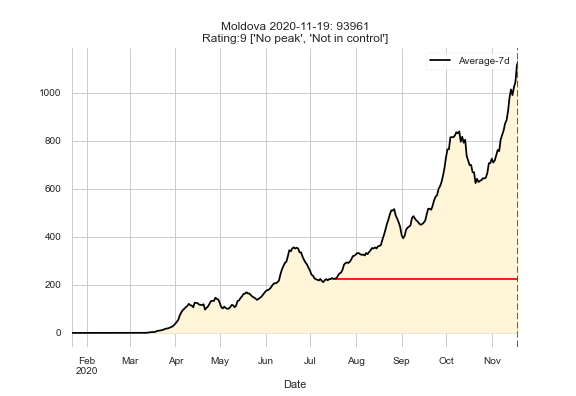 Moldova 2020-11-19: 93961
Rating:9 ['No peak', 'Not in control']
Average-7d
1000
800
600
400
200
0
Feb Mar Apr May Jun Jul Aug Sep Oct Nov
2020
Date